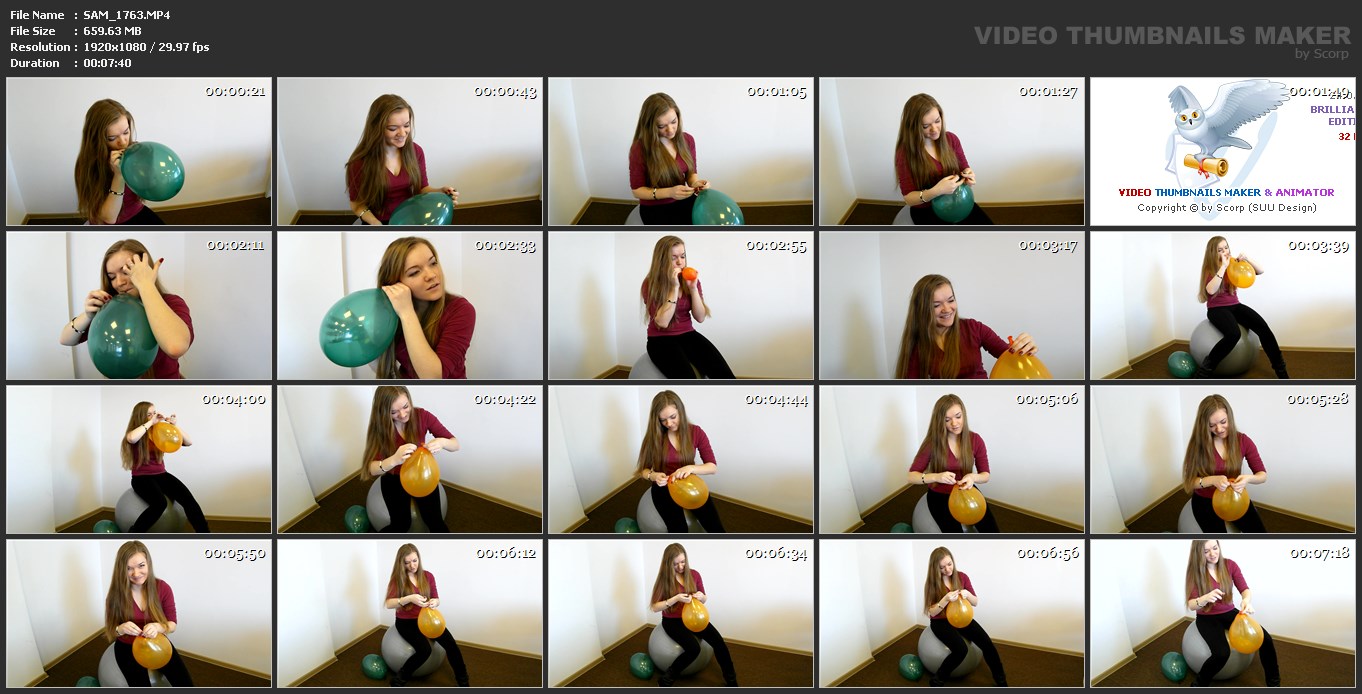 File Name : SAM_1763.MP4
File Size : 659.63 MB
Resolution : 1920x1080 / 29.97 fps
Duration : 00:07:40
VIDEO THUMBNAILS MAKER
by Scorp
00:00:21
00:00:43
00:01:05
00:01:27
BRILLIA
EDITI
32
VIDEO THUMBNAILS MAKER & ANIMATOR
Copyright © by Scorp (SUU Design)
00:02:11
00:02:33
00:02:55
00:03:17
00:03:39
00:04:00
00:04:22
00:04:44
00:05:06
00:05:28
00:05:50
00:06:12
00:06:34
00:06:56
00:07:18